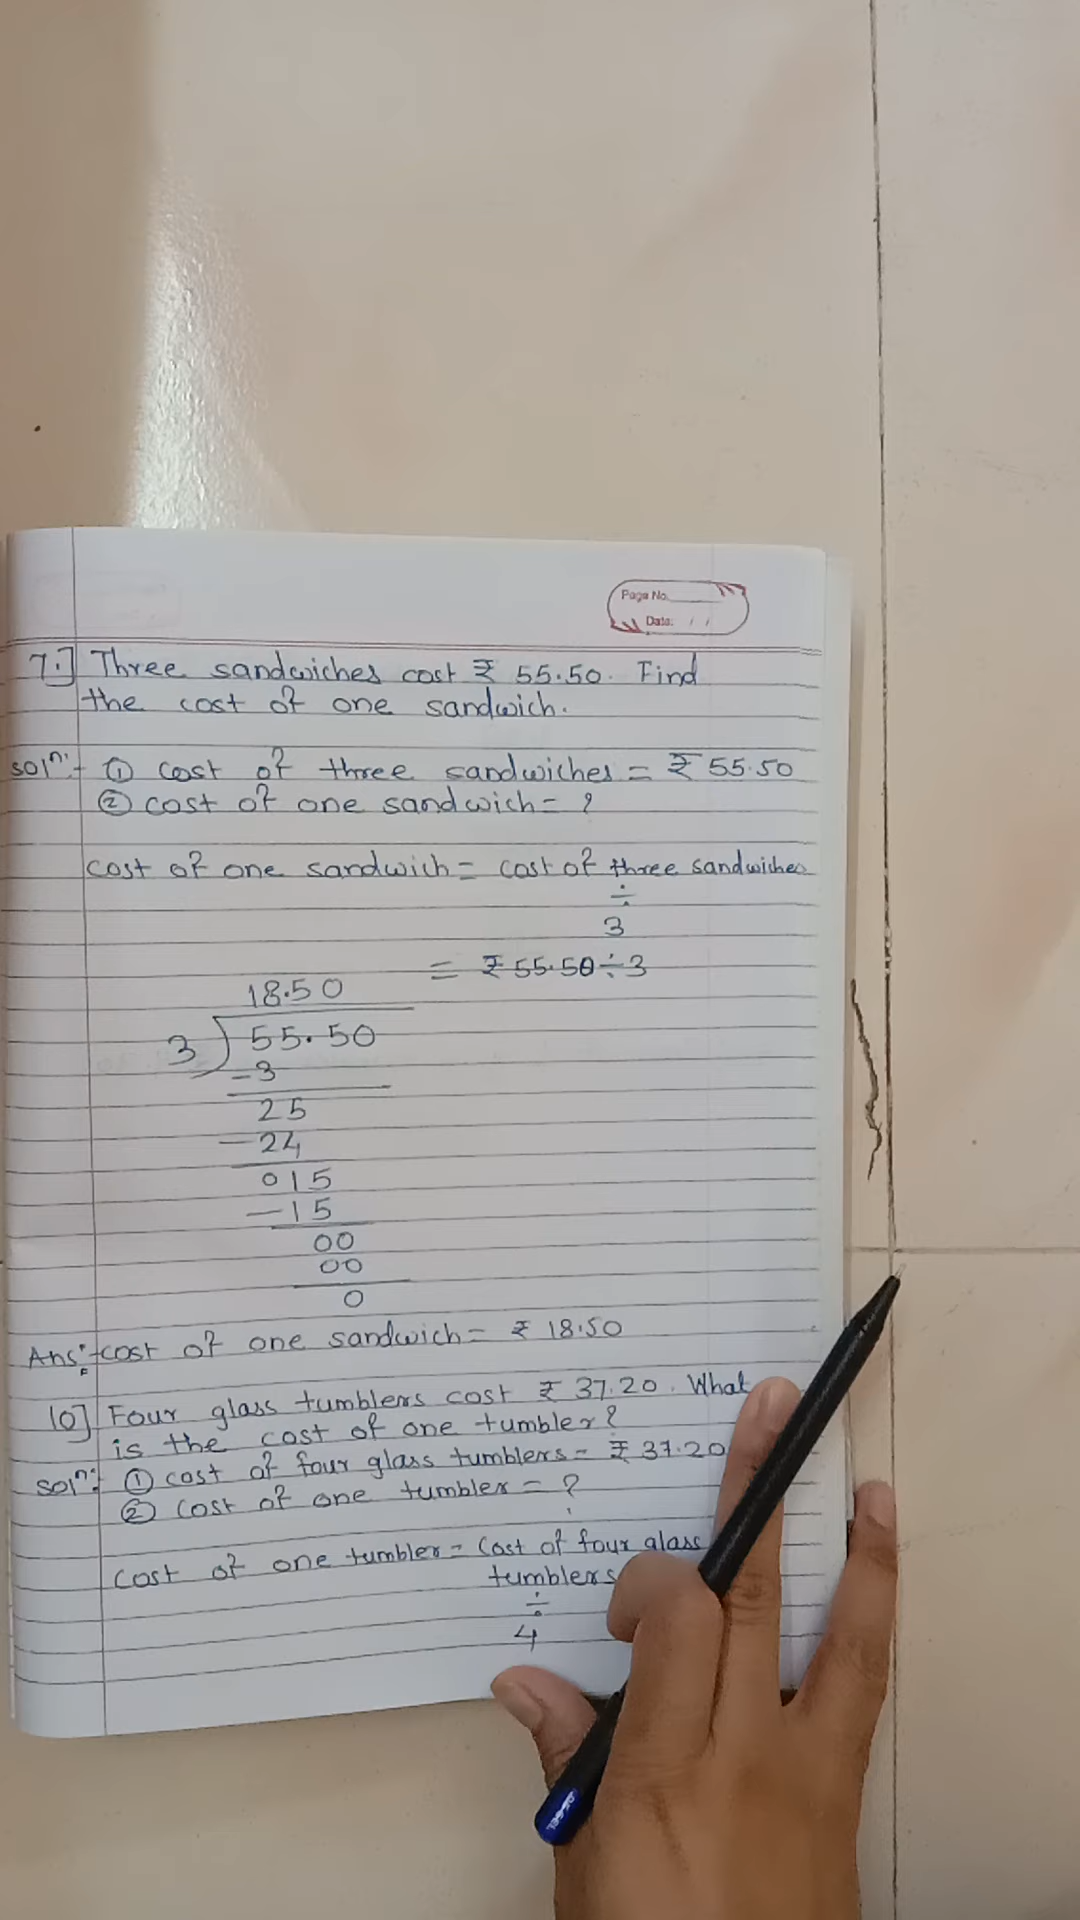 Page No.
Date: / /
7.] Three sandwiches cost ₹ 55.50. Find
the cost of one sandwich.
Solⁿ:- ① cost of three sandwiches = ₹ 55.50
② cost of one sandwich = ?
cost of one sandwich = cost of three sandwiches
÷
3
= ₹ 55.50 ÷ 3
18.50
3 55.50
-3
25
-24
015
-15
00
00
0
Ans:- cost of one sandwich = ₹ 18.50
10] Four glass tumblers cost ₹ 37.20. What
is the cost of one tumbler?
Solⁿ:- ① cost of four glass tumblers = ₹ 37.20
② cost of one tumbler = ?
cost of one tumbler = cost of four glass
tumblers
÷
4